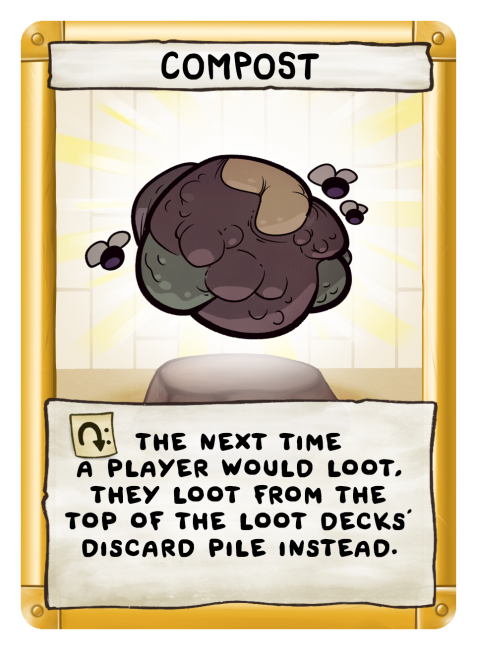 COMPOST
: THE NEXT TIME
A PLAYER WOULD LOOT,
THEY LOOT FROM THE
TOP OF THE LOOT DECKS'
DISCARD PILE INSTEAD.